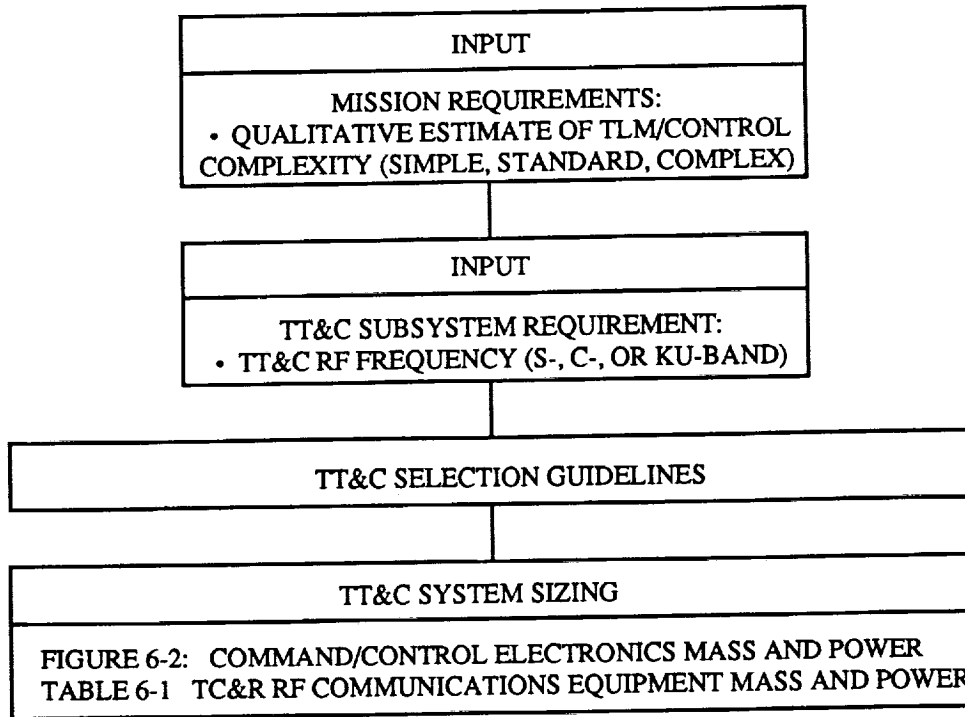 INPUT
MISSION REQUIREMENTS:
• QUALITATIVE ESTIMATE OF TLM/CONTROL
COMPLEXITY (SIMPLE, STANDARD, COMPLEX)
INPUT
TT&C SUBSYSTEM REQUIREMENT:
• TT&C RF FREQUENCY (S-, C-, OR KU-BAND)
TT&C SELECTION GUIDELINES
TT&C SYSTEM SIZING
FIGURE 6-2: COMMAND/CONTROL ELECTRONICS MASS AND POWER
TABLE 6-1 TC&R RF COMMUNICATIONS EQUIPMENT MASS AND POWER